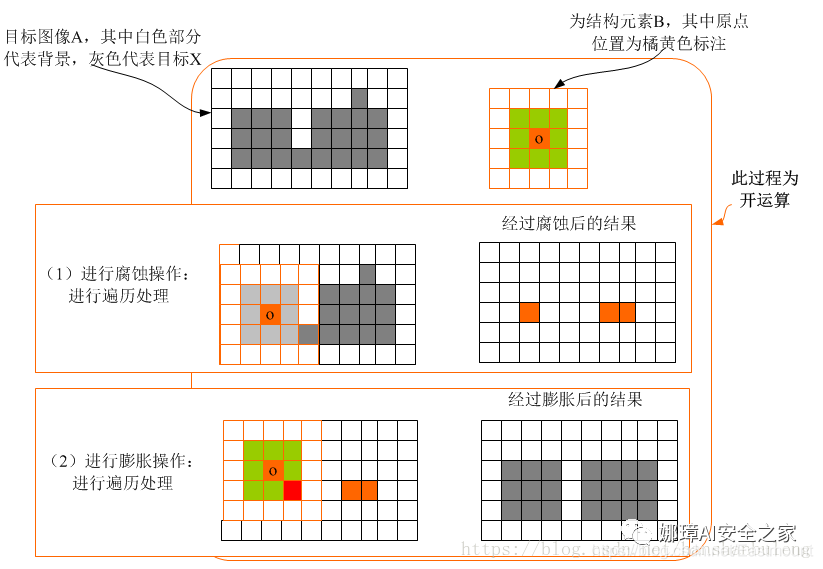 目标图像A，其中白色部分
代表背景，灰色代表目标X
为结构元素B，其中原点
位置为橘黄色标注
o
此过程为
开运算
经过腐蚀后的结果
（1）进行腐蚀操作：
进行遍历处理
o
经过膨胀后的结果
（2）进行膨胀操作：
进行遍历处理
o
娜璋AI安全之家
https://blog.csdn.net/hanshanbuleng